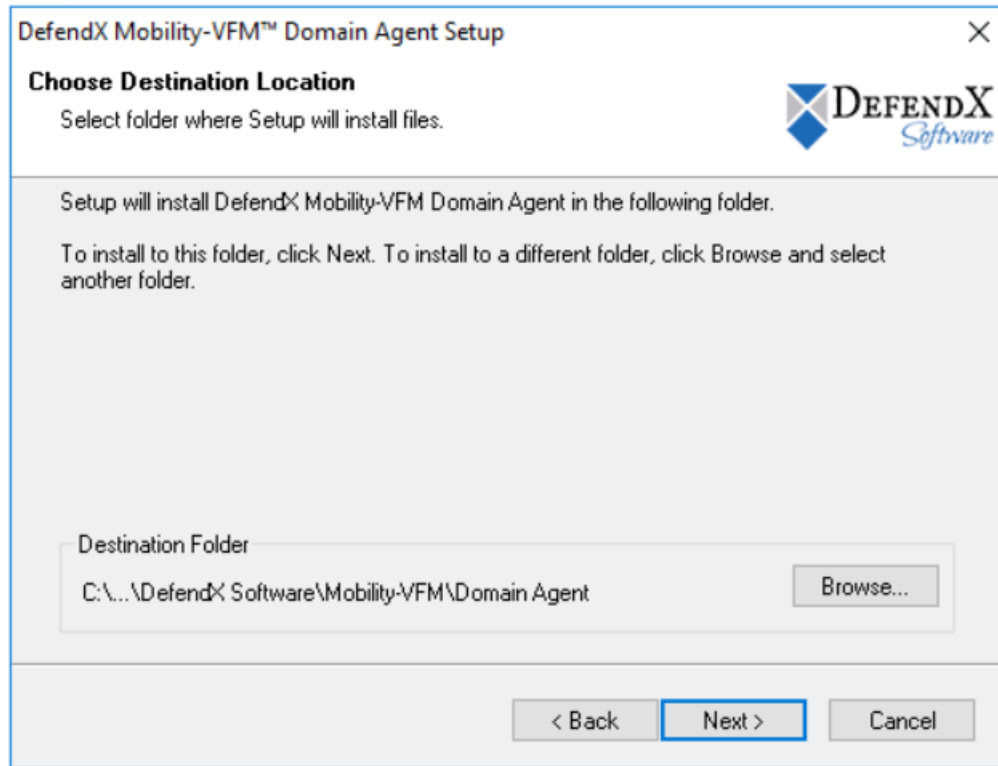 DefendX Mobility-VFM™ Domain Agent Setup
Choose Destination Location
Select folder where Setup will install files.
DEFENDX
Software
Setup will install DefendX Mobility-VFM Domain Agent in the following folder.
To install to this folder, click Next. To install to a different folder, click Browse and select
another folder.
Destination Folder
C:\...\DefendX Software\Mobility-VFM\Domain Agent
Browse...
< Back
Next >
Cancel